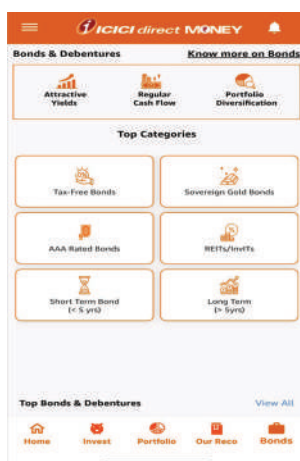 ICICI direct MONEY
Bonds & Debentures Know more on Bonds
Attractive Yields
Regular Cash Flow
Portfolio Diversification
Top Categories
Tax-Free Bonds
Sovereign Gold Bonds
AAA Rated Bonds
REITs/InvITs
Short Term Bond
(< 5 yrs)
Long Term
(> 5yrs)
Top Bonds & Debentures View All
Home Invest Portfolio Our Reco Bonds